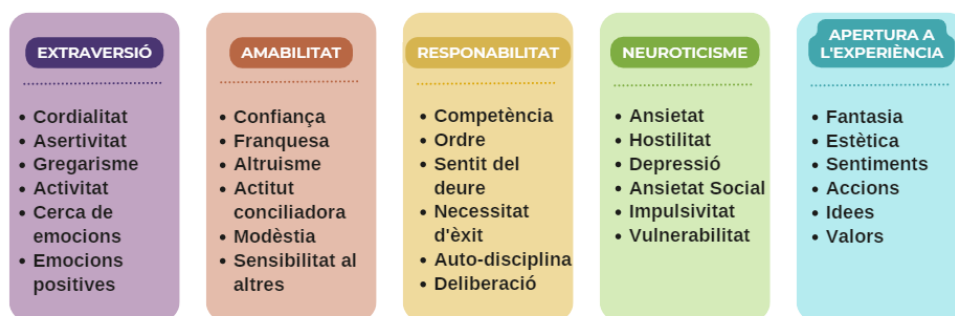 EXTRAVERSIÓ
• Cordialitat
• Asertivitat
• Gregarisme
• Activitat
• Cerca de
emocions
• Emocions
positives
AMABILITAT
• Confiança
• Franquesa
• Altruisme
• Actitut
conciliadora
• Modèstia
• Sensibilitat al
altres
RESPONABILITAT
• Competència
• Ordre
• Sentit del
deure
• Necessitat
d'èxit
• Auto-disciplina
• Deliberació
NEUROTICISME
• Ansietat
• Hostilitat
• Depressió
• Ansietat Social
• Impulsivitat
• Vulnerabilitat
APERTURA A
L'EXPERIÈNCIA
• Fantasia
• Estètica
• Sentiments
• Accions
• Idees
• Valors